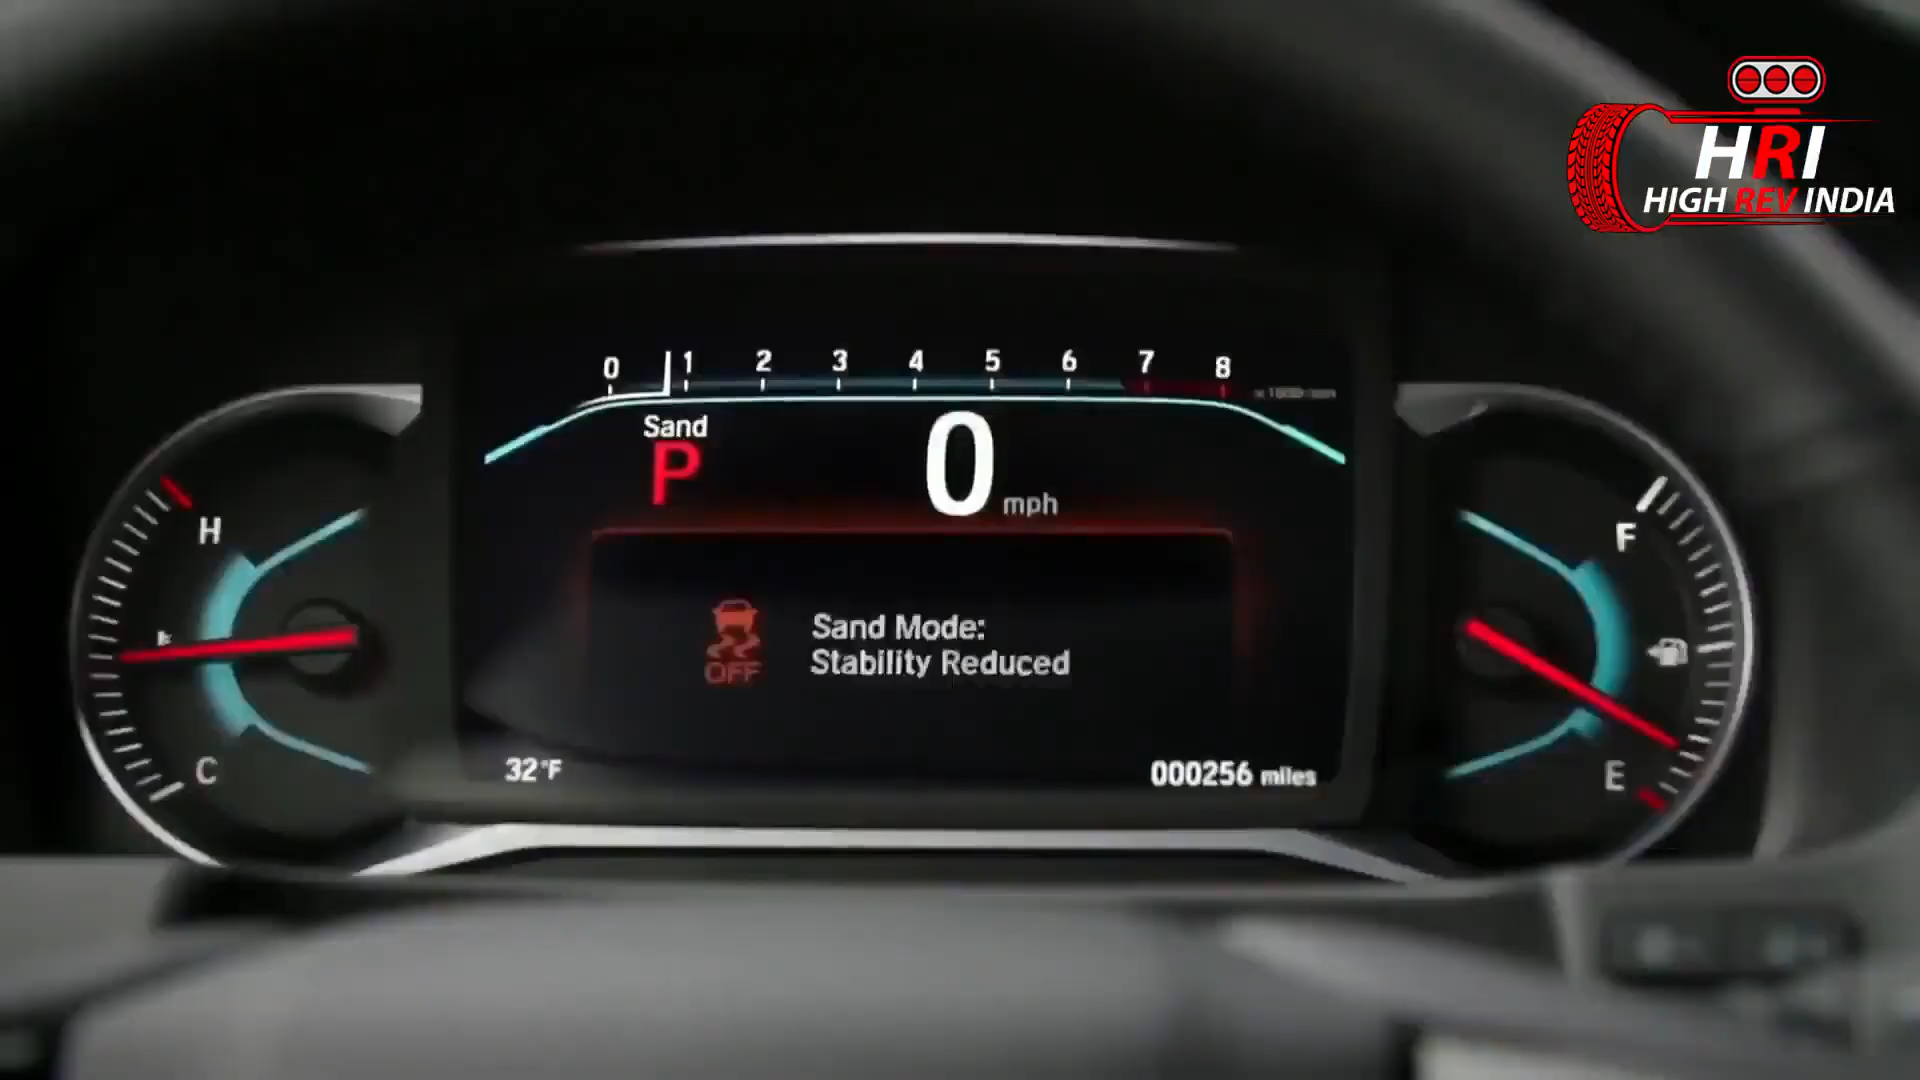 HRI
HIGH REV INDIA
0 1 2 3 4 5 6 7 8
Sand
P
0 mph
H
F
OFF
Sand Mode:
Stability Reduced
C
E
32°F
000256 miles